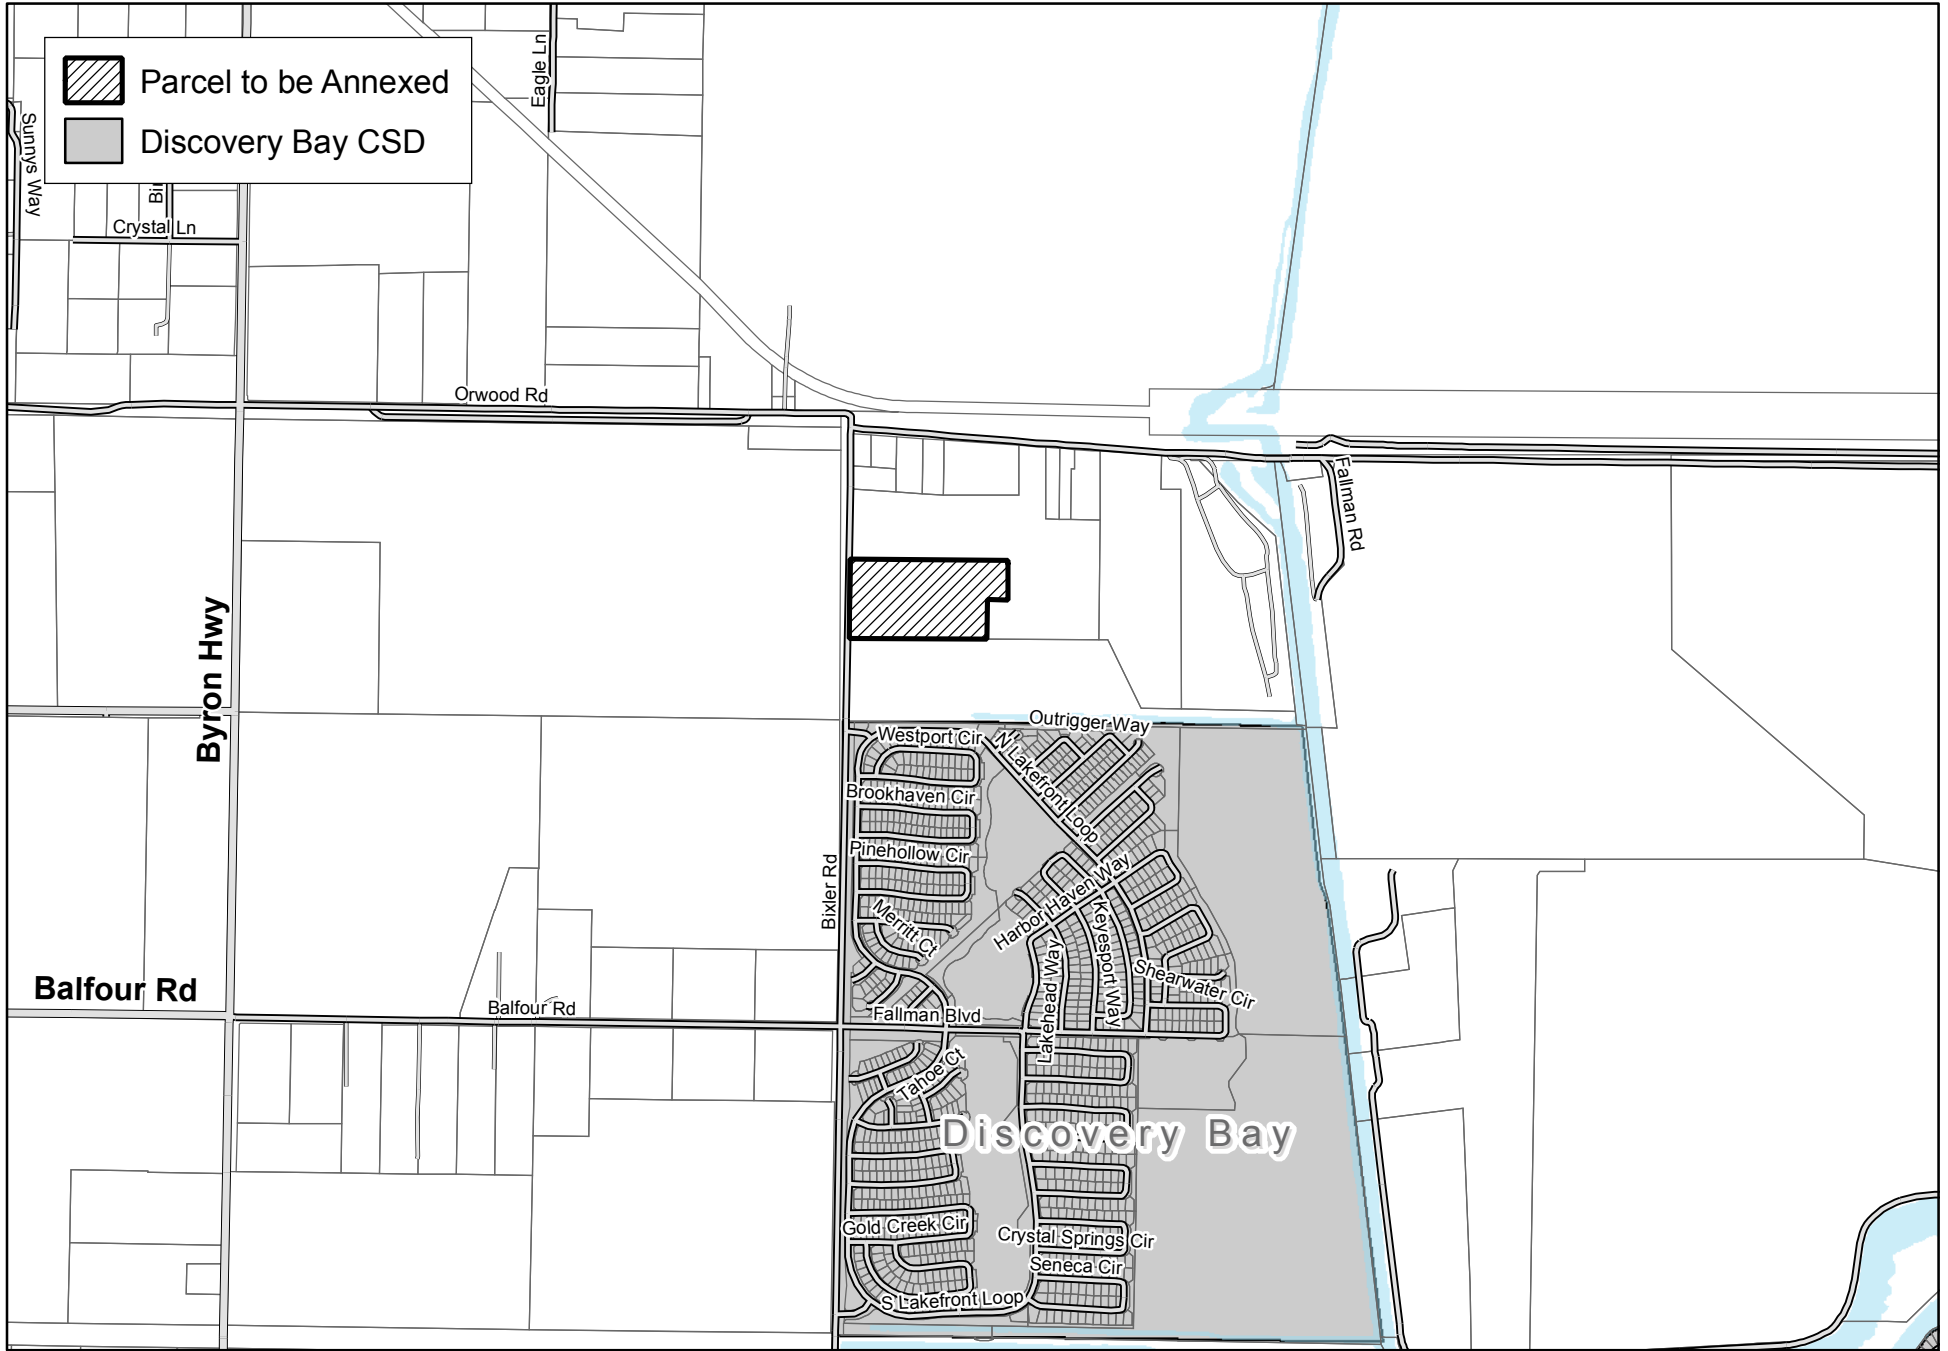 Parcel to be Annexed
Discovery Bay CSD
Eagle Ln
Sunnys Way
Crystal Ln
Orwood Rd
Fallman Rd
Byron Hwy
Outrigger Way
Westport Cir
N Lakefront Loop
Brookhaven Cir
Pinehollow Cir
Bixler Rd
Harbor Haven Way
Merritt Ct
Keyesport Way
Lakehead Way
Shearwater Cir
Balfour Rd
Balfour Rd
Fallman Blvd
Tahoe Ct
Discovery Bay
Gold Creek Cir
Crystal Springs Cir
Seneca Cir
S Lakefront Loop